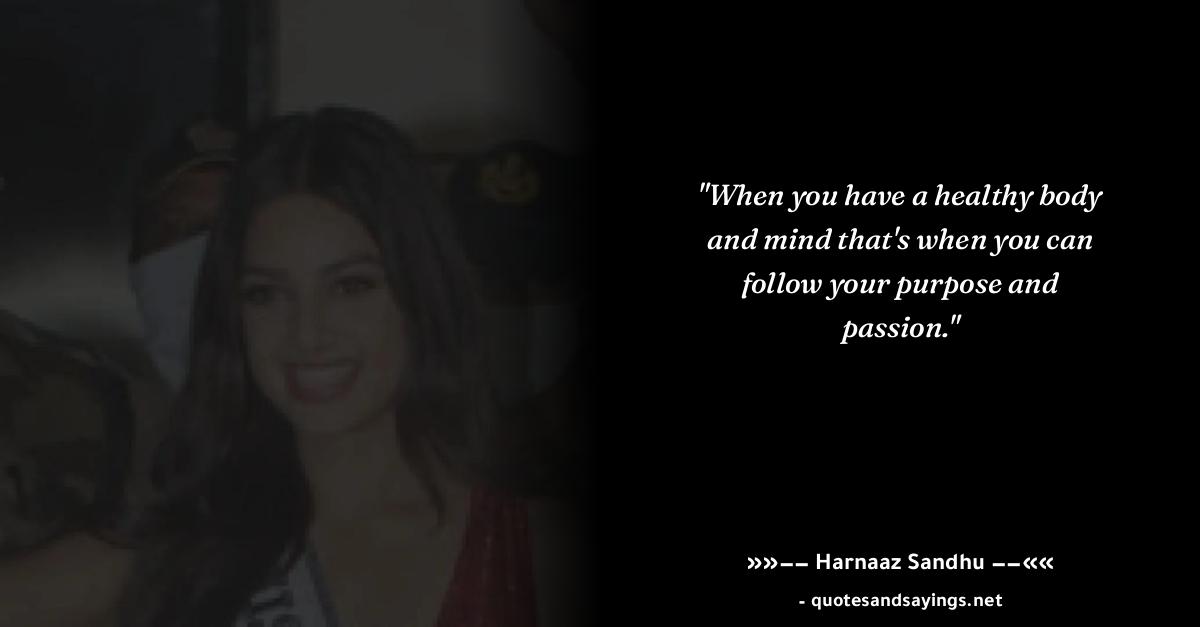 "When you have a healthy body
and mind that's when you can
follow your purpose and
passion."
»»–– Harnaaz Sandhu ––««
- quotesandsayings.net